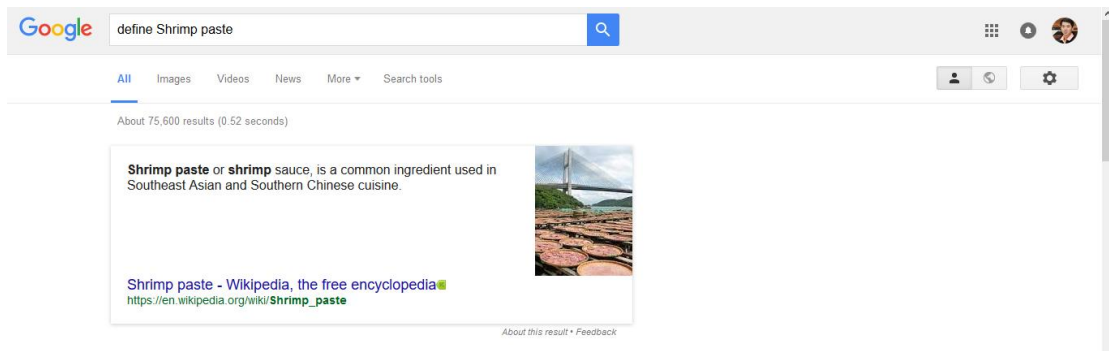 Google
define Shrimp paste
All Images Videos News More Search tools
About 75,600 results (0.52 seconds)
Shrimp paste or shrimp sauce, is a common ingredient used in
Southeast Asian and Southern Chinese cuisine.
Shrimp paste - Wikipedia, the free encyclopedia
https://en.wikipedia.org/wiki/Shrimp_paste
About this result • Feedback